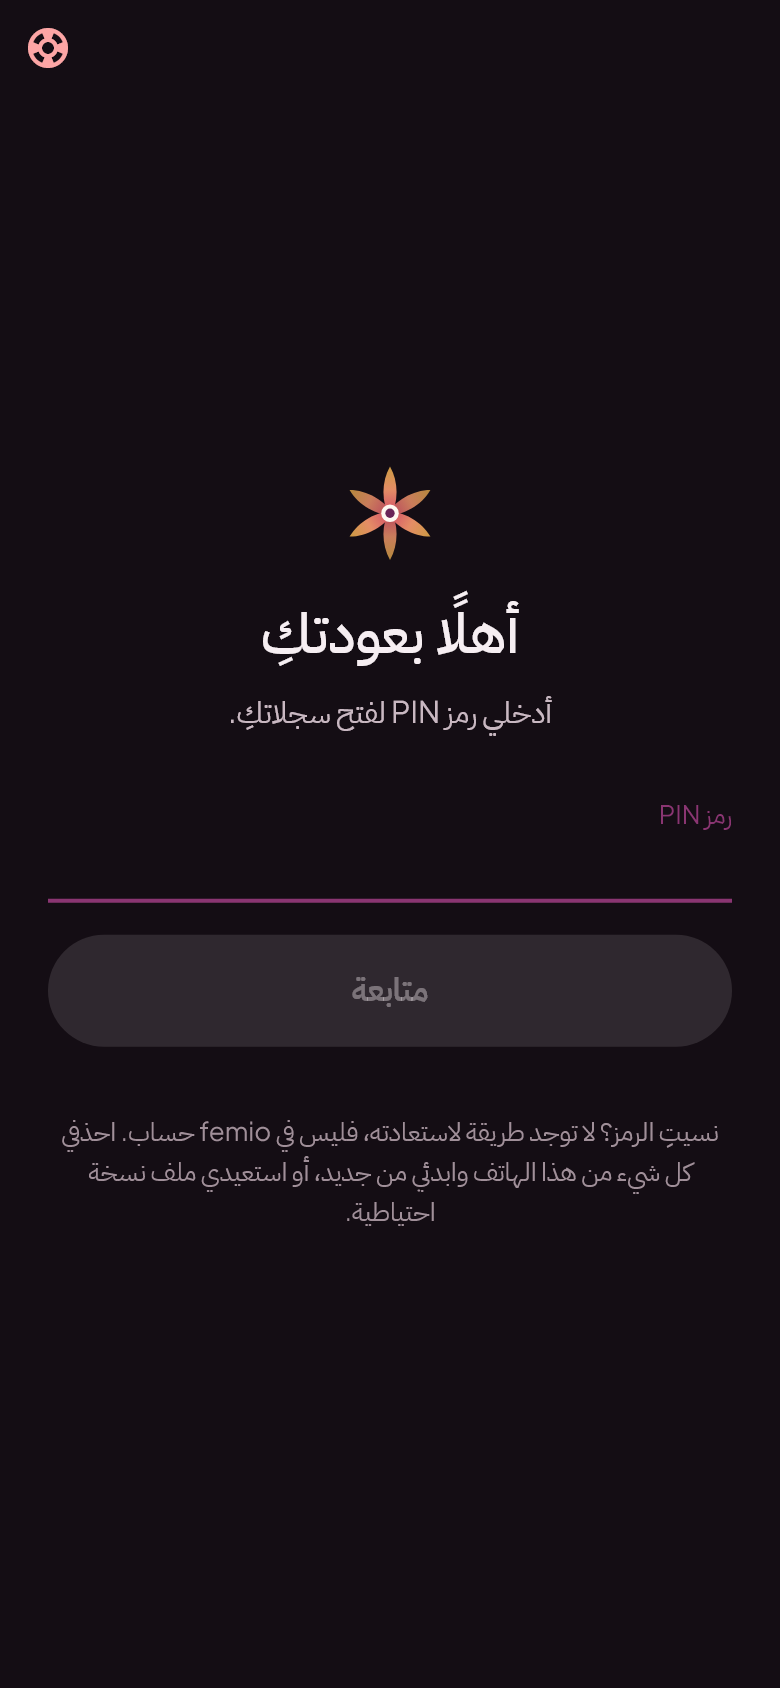 أهلًا بعودتكِ
أدخلي رمز PIN لفتح سجلاتكِ.
رمز PIN
متابعة
نسيتِ الرمز؟ لا توجد طريقة لاستعادته، فليس في femio حساب. احذفي
كل شيء من هذا الهاتف وابدئي من جديد، أو استعيدي ملف نسخة
احتياطية.